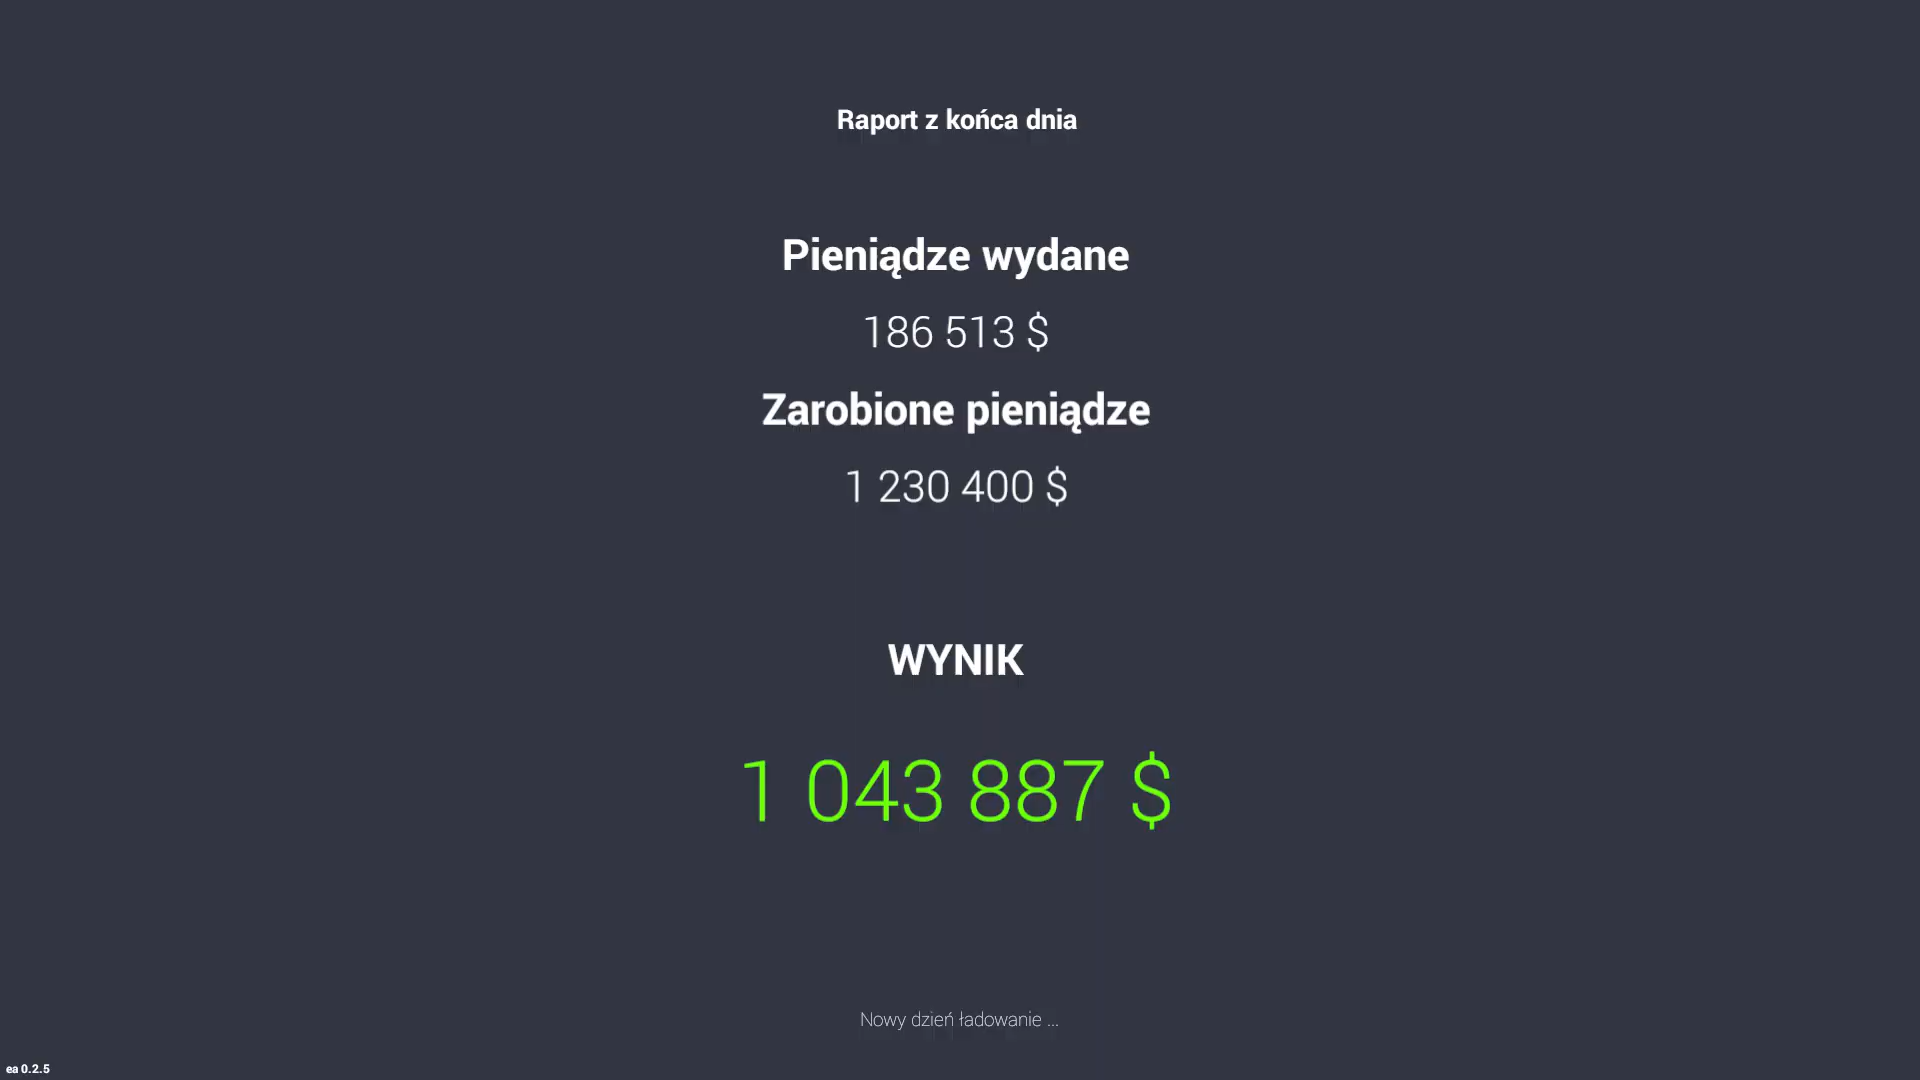 Raport z końca dnia
Pieniądze wydane
186 513 $
Zarobione pieniądze
1 230 400 $
WYNIK
1 043 887 $
Nowy dzień ładowanie ...
ea 0.2.5